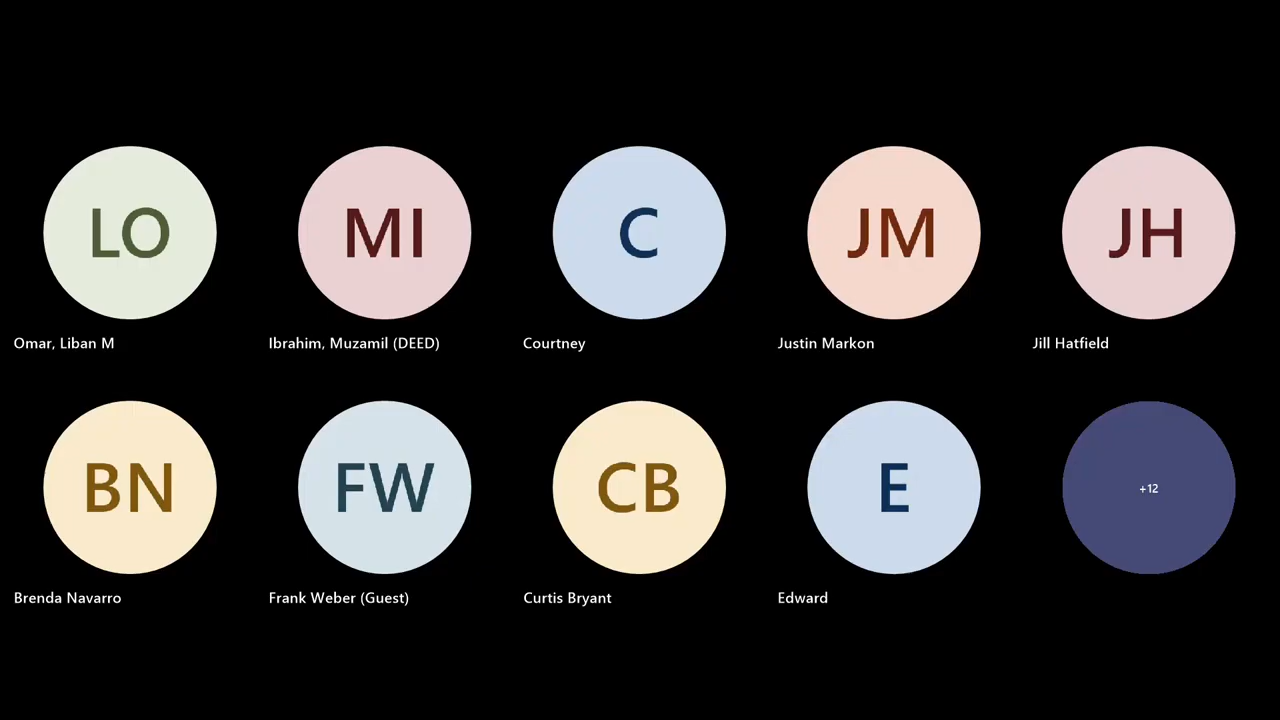 LO
MI
C
JM
JH
Omar, Liban M
Ibrahim, Muzamil (DEED)
Courtney
Justin Markon
Jill Hatfield
BN
FW
CB
E
+12
Brenda Navarro
Frank Weber (Guest)
Curtis Bryant
Edward